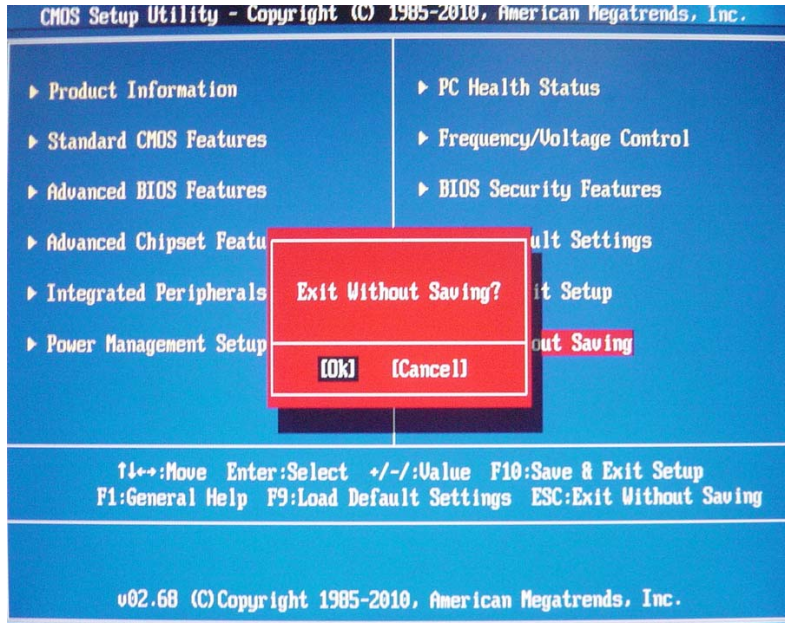 CMOS Setup Utility - Copyright (C) 1985-2010, American Megatrends, Inc.
Product Information
Standard CMOS Features
Advanced BIOS Features
Advanced Chipset Featu
Integrated Peripherals
Power Management Setup
PC Health Status
Frequency/Voltage Control
BIOS Security Features
ult Settings
it Setup
out Saving
Exit Without Saving?
[Ok] [Cancel]
↑↓←→:Move Enter:Select +/-/:Value F10:Save & Exit Setup
F1:General Help F9:Load Default Settings ESC:Exit Without Saving
v02.68 (C)Copyright 1985-2010, American Megatrends, Inc.